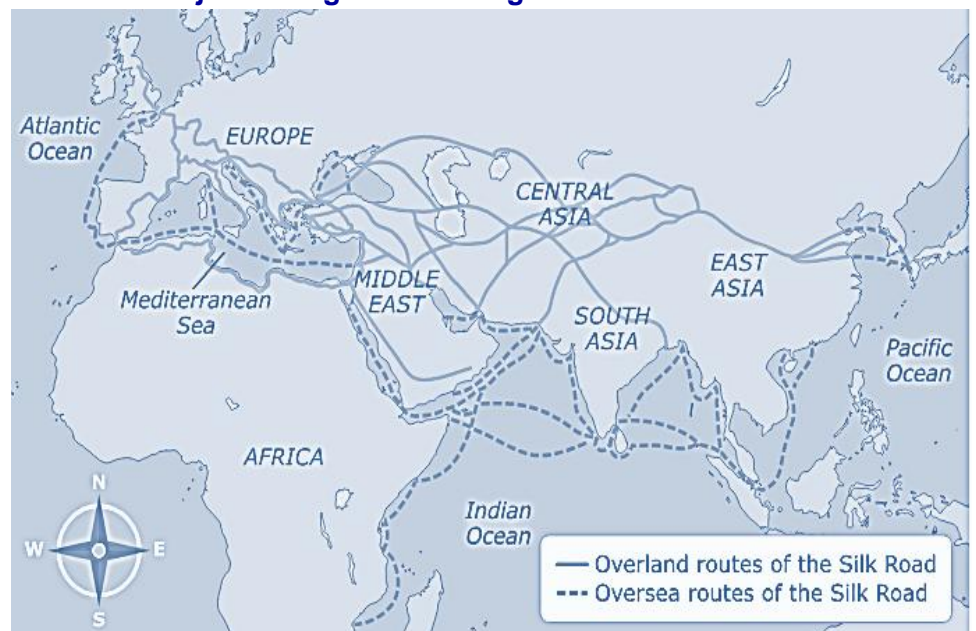 Atlantic
Ocean
EUROPE
CENTRAL
ASIA
EAST
ASIA
MIDDLE
EAST
Mediterranean
Sea
SOUTH
ASIA
Pacific
Ocean
AFRICA
Indian
Ocean
N
W
E
S
Overland routes of the Silk Road
Oversea routes of the Silk Road